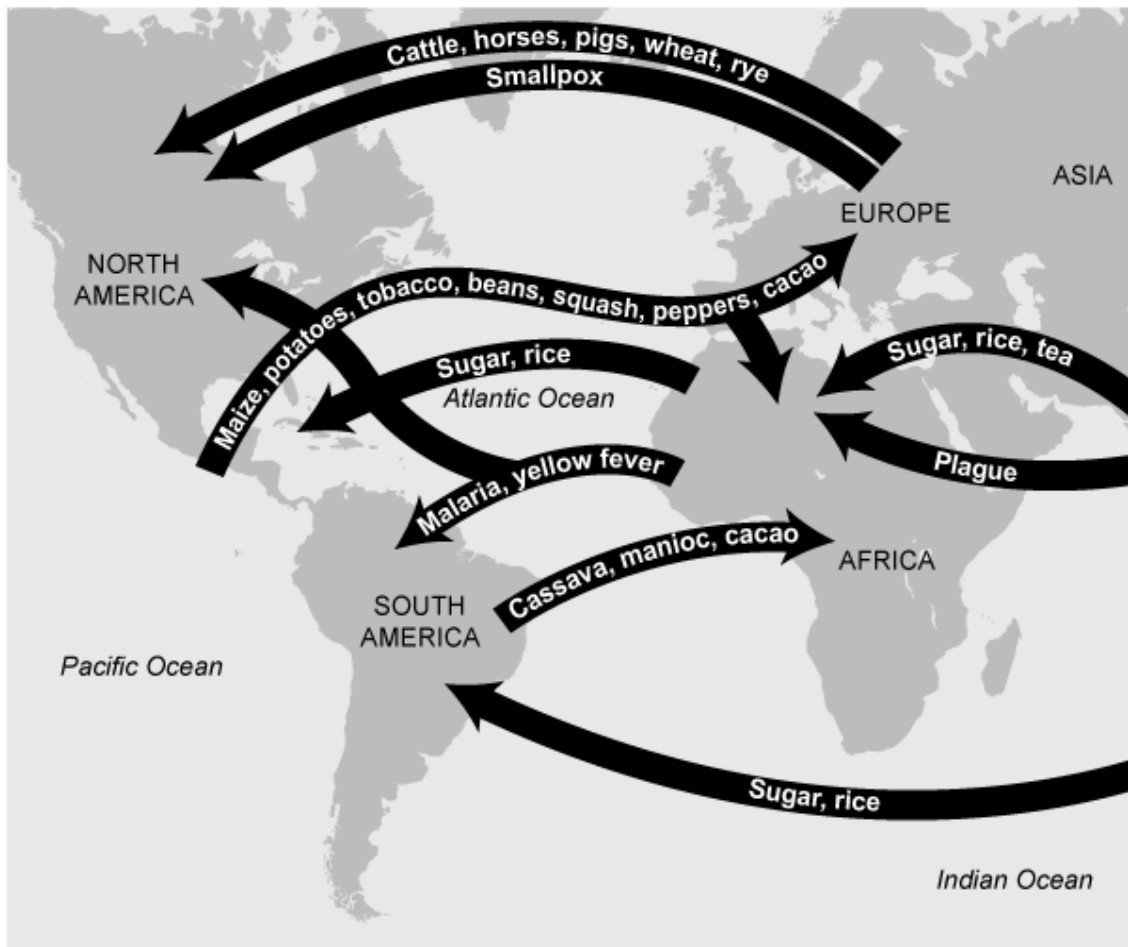 Cattle, horses, pigs, wheat, rye
Smallpox
ASIA
EUROPE
NORTH
AMERICA
Maize, potatoes, tobacco, beans, squash, peppers, cacao
Sugar, rice
Atlantic Ocean
Sugar, rice, tea
Plague
Malaria, yellow fever
Cassava, manioc, cacao
AFRICA
SOUTH
AMERICA
Pacific Ocean
Sugar, rice
Indian Ocean